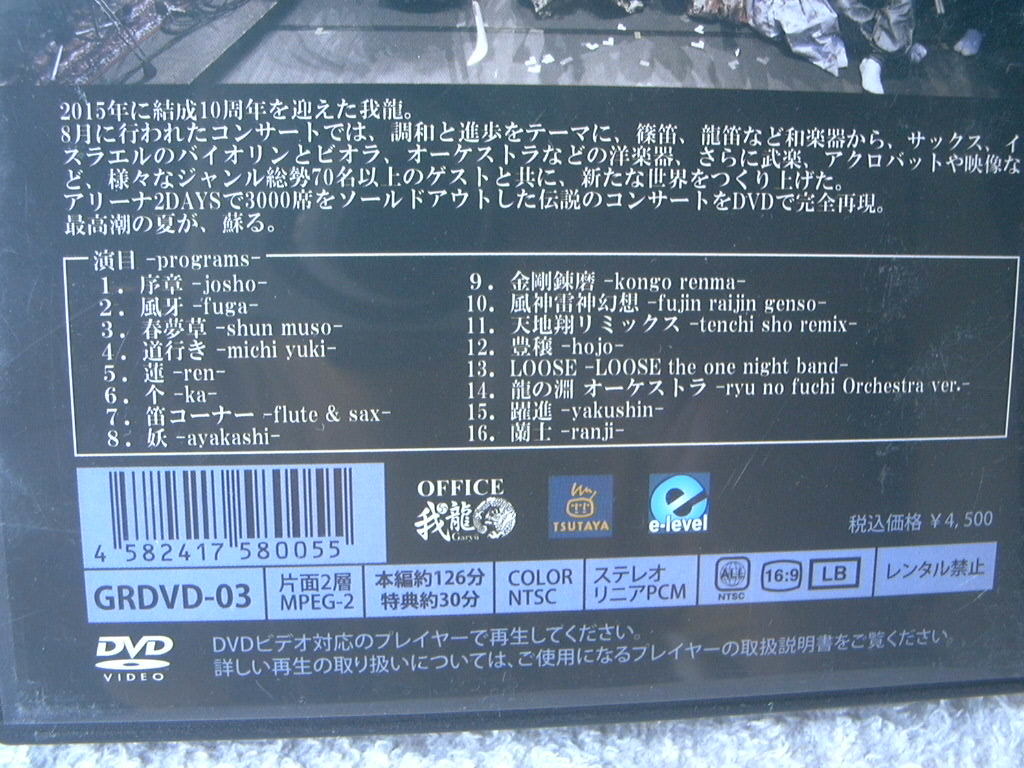 2015年に結成10周年を迎えた我龍。
8月に行われたコンサートでは、調和と進歩をテーマに、篠笛、龍笛など和楽器から、サックス、イ
スラエルのバイオリンとビオラ、オーケストラなどの洋楽器、さらに武楽、アクロバットや映像な
ど、様々なジャンル総勢70名以上のゲストと共に、新たな世界をつくり上げた。
アリーナ2DAYSで3000席をソールドアウトした伝説のコンサートをDVDで完全再現。
最高潮の夏が、蘇る。
演目 -programs-
1. 序章 -josho-
2. 風牙 -fuga-
3. 春夢草 -shun muso-
4. 道行き -michi yuki-
5. 蓮 -ren-
6. 个 -ka-
7. 笛コーナー -flute & sax-
8. 妖 -ayakashi-
9. 金剛錬磨 -kongo renma-
10. 風神雷神幻想 -fujin raijin genso-
11. 天地翔リミックス -tenchi sho remix-
12. 豊穣 -hojo-
13. LOOSE -LOOSE the one night band-
14. 龍の淵 オーケストラ -ryu no fuchi Orchestra ver.-
15. 躍進 -yakushin-
16. 蘭士 -ranji-
4 582417 580055
OFFICE
我龍
Garyu
TSUTAYA
e
e-level
税込価格 ¥4,500
GRDVD-03
片面2層
MPEG-2
本編約126分
特典約30分
COLOR
NTSC
ステレオ
リニアPCM
ALL
NTSC
16:9
LB
レンタル禁止
DVD
VIDEO
DVDビデオ対応のプレイヤーで再生してください。
詳しい再生の取り扱いについては、ご使用になるプレイヤーの取扱説明書をご覧ください。